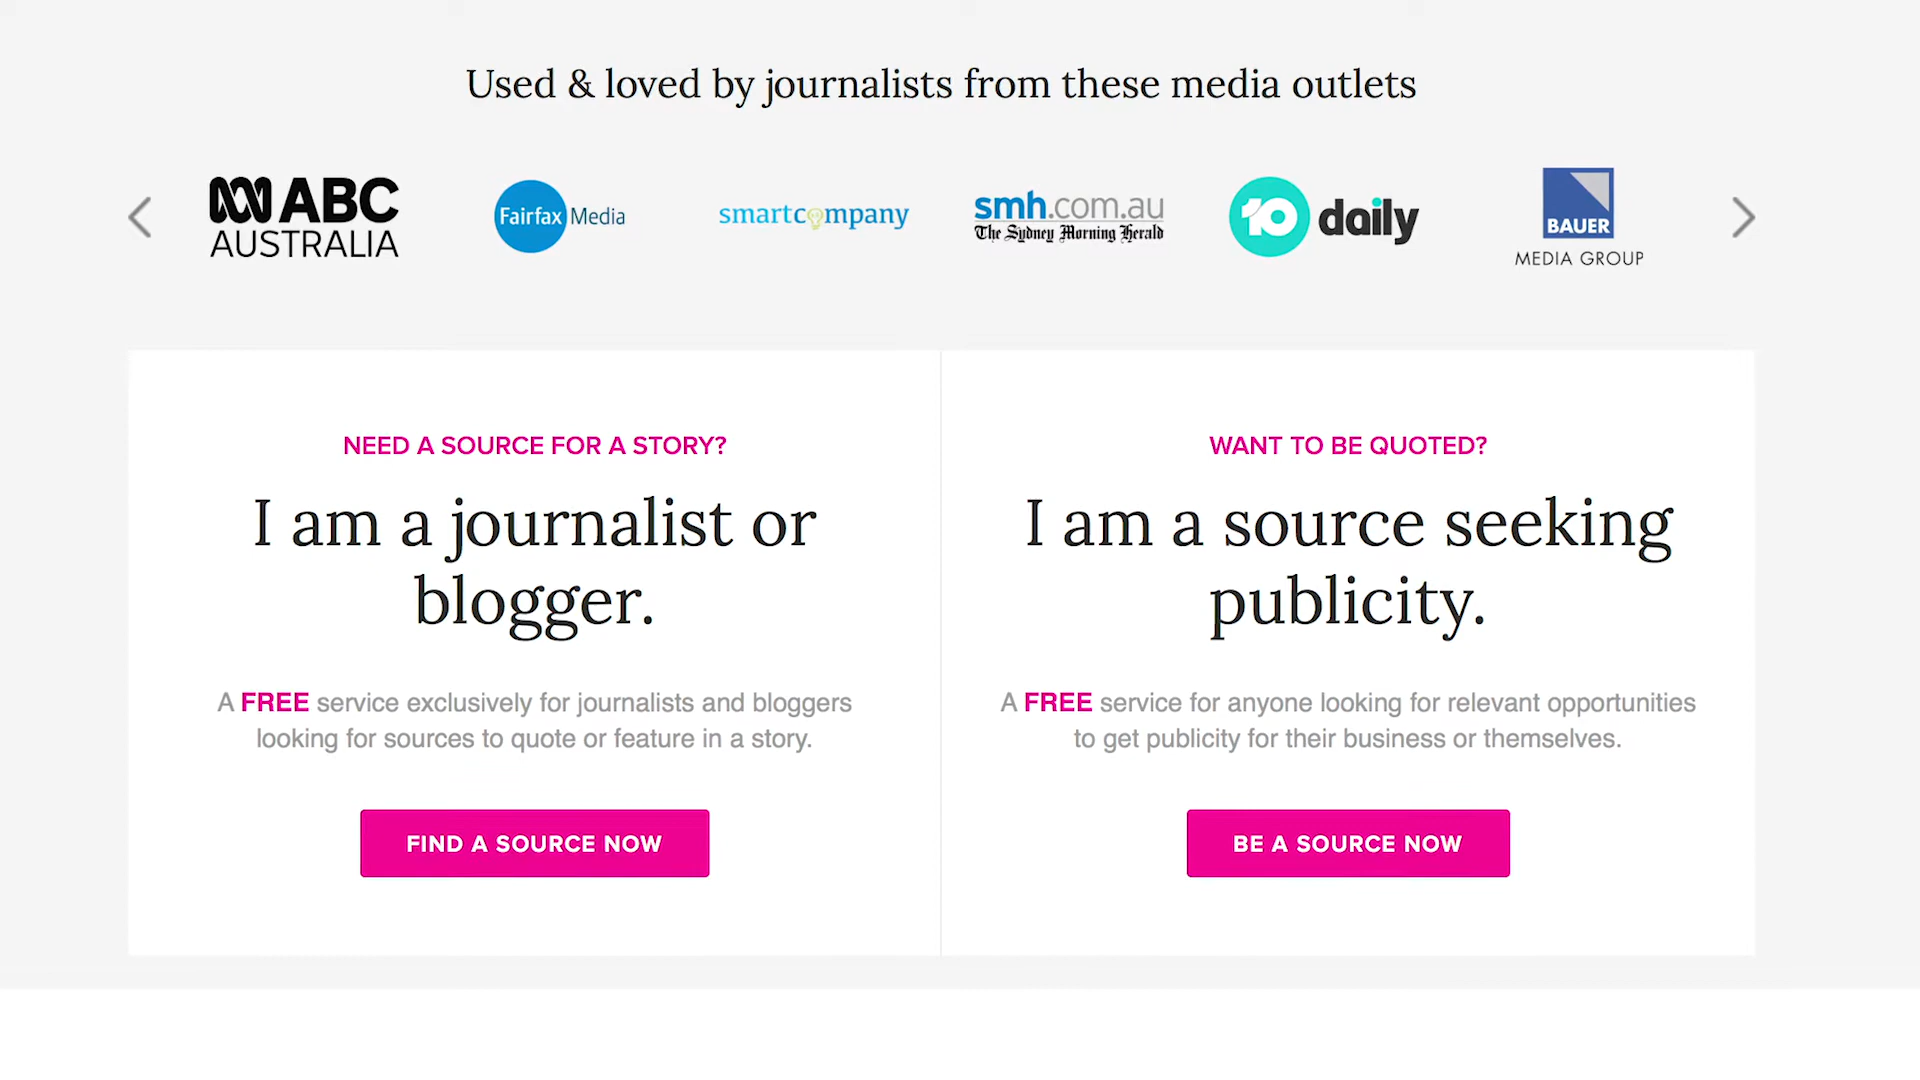 Used & loved by journalists from these media outlets
ABC
AUSTRALIA
Fairfax Media
smartcompany
smh.com.au
The Sydney Morning Herald
10 daily
BAUER
MEDIA GROUP
NEED A SOURCE FOR A STORY?
I am a journalist or
blogger.
A FREE service exclusively for journalists and bloggers
looking for sources to quote or feature in a story.
FIND A SOURCE NOW
WANT TO BE QUOTED?
I am a source seeking
publicity.
A FREE service for anyone looking for relevant opportunities
to get publicity for their business or themselves.
BE A SOURCE NOW